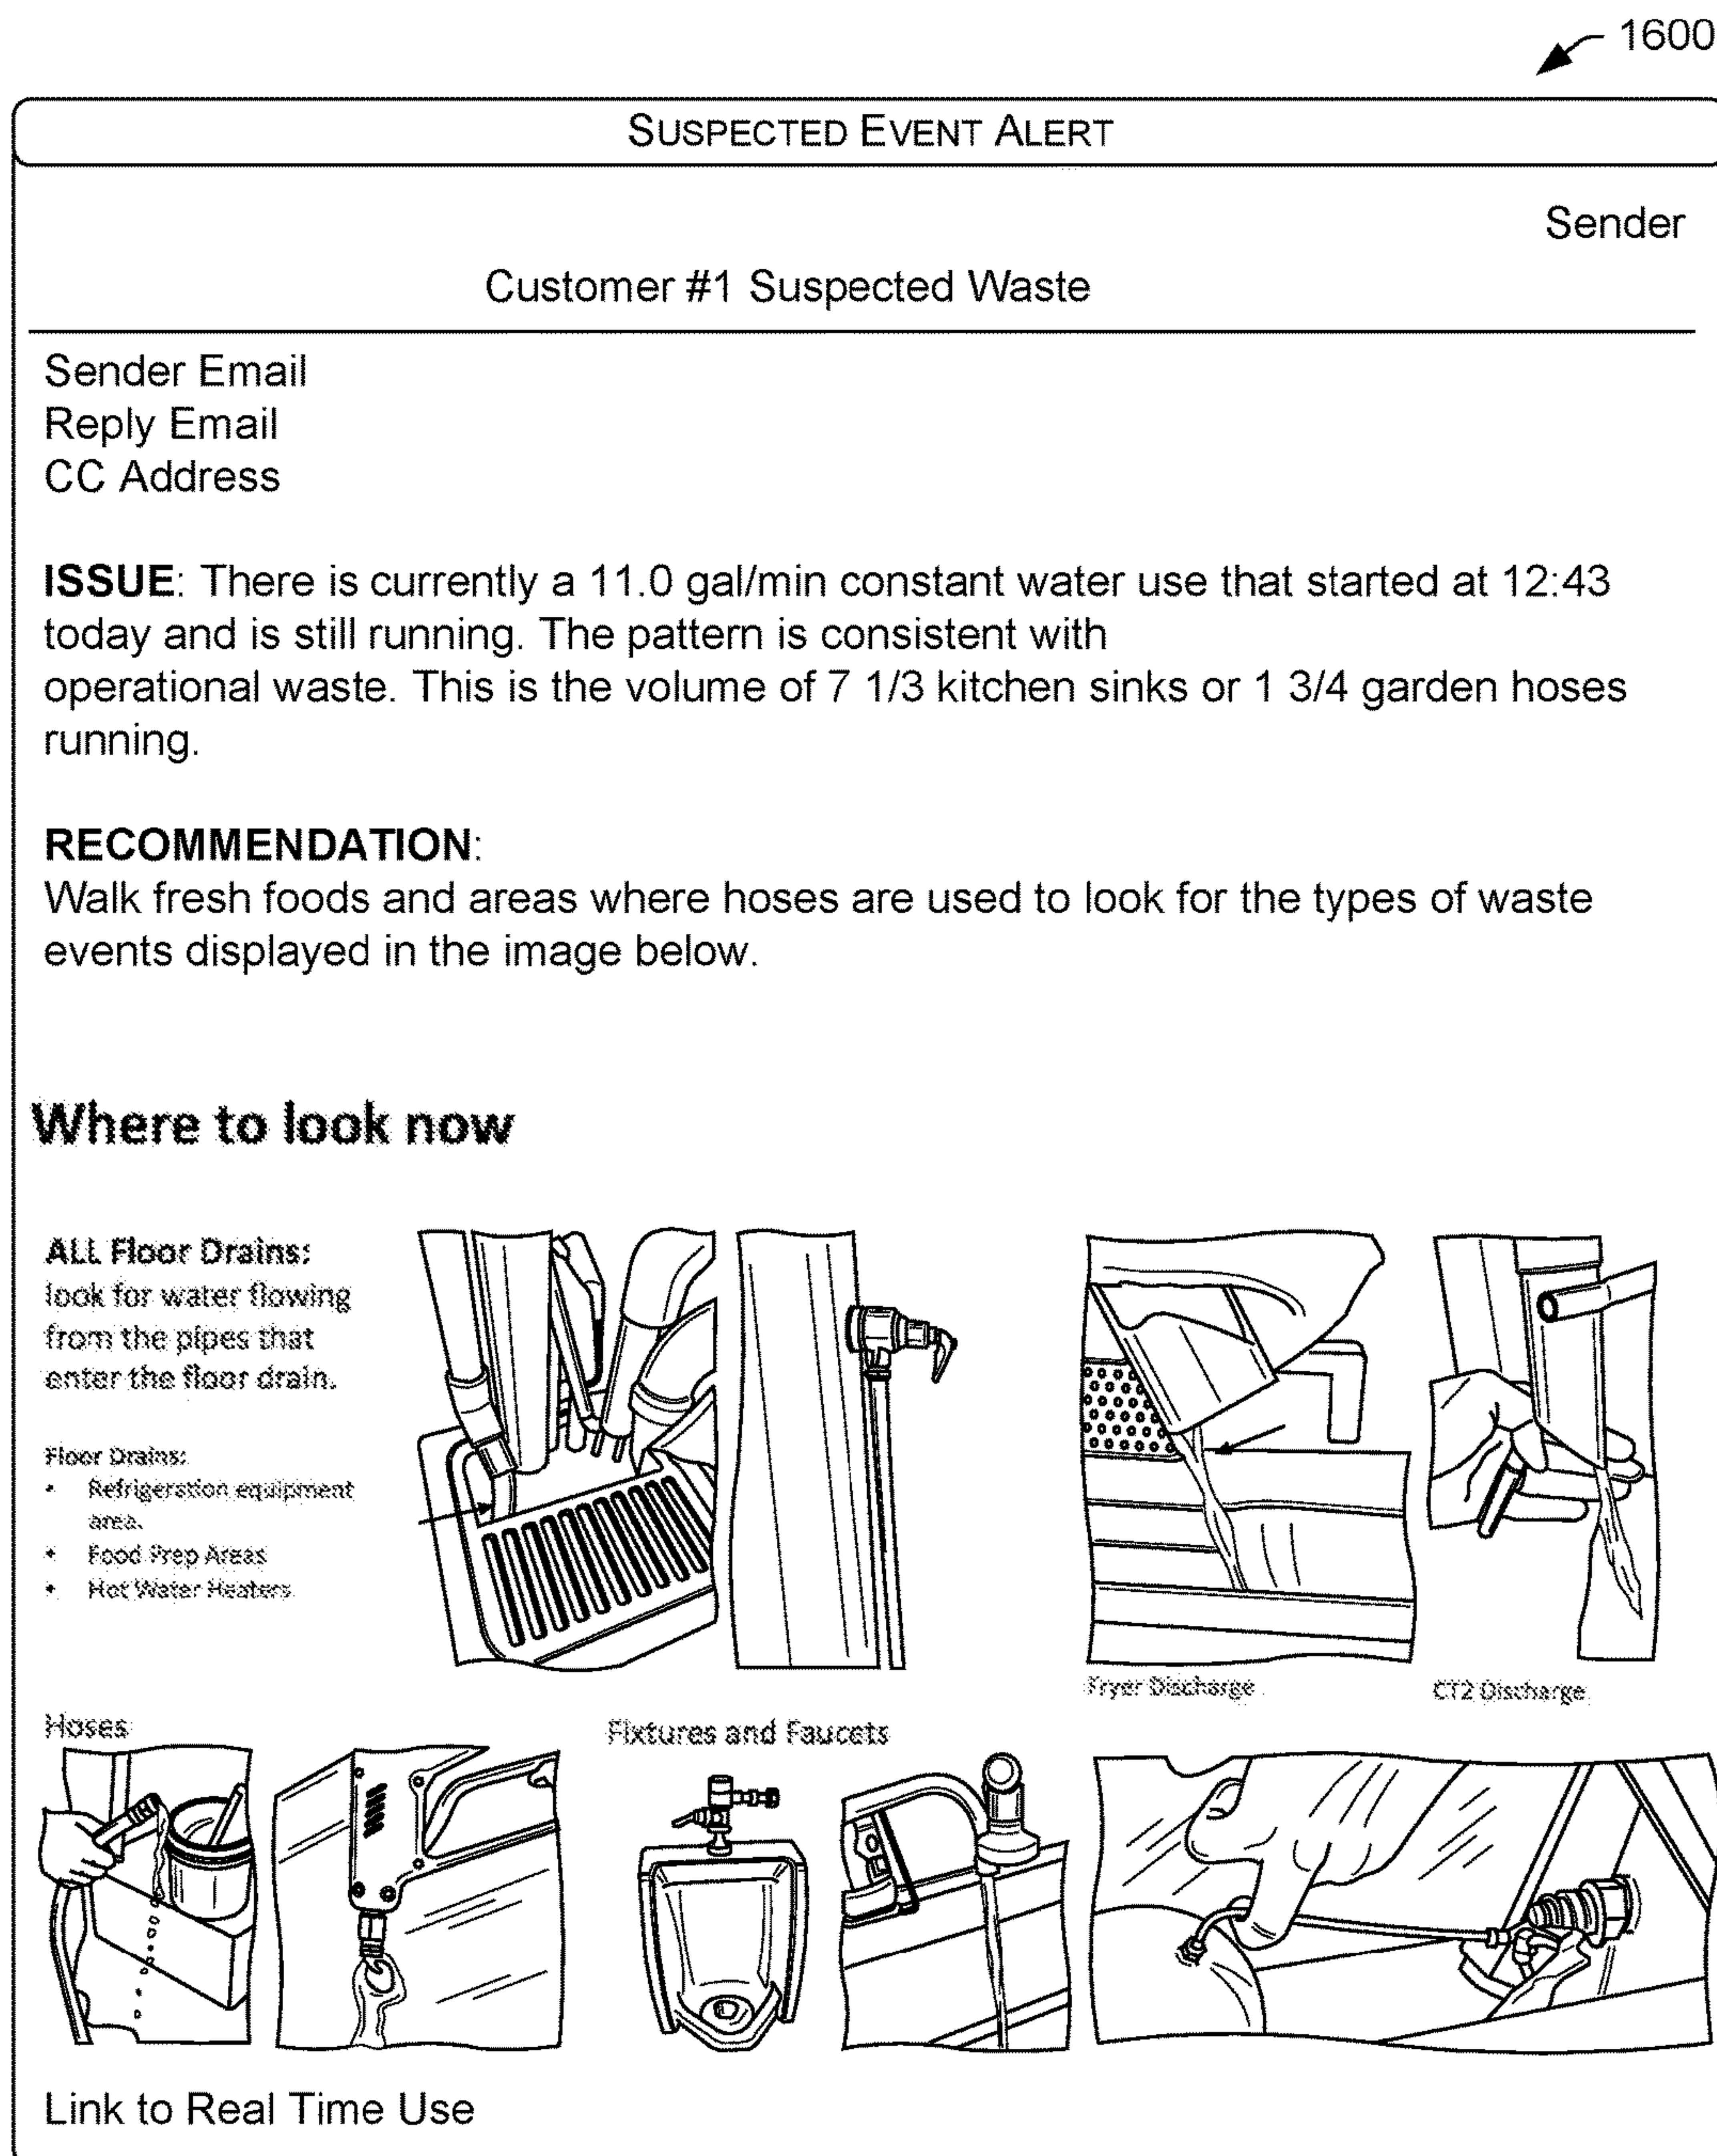 1600
SUSPECTED EVENT ALERT
Sender
Customer #1 Suspected Waste
Sender Email
Reply Email
CC Address
ISSUE: There is currently a 11.0 gal/min constant water use that started at 12:43
today and is still running. The pattern is consistent with
operational waste. This is the volume of 7 1/3 kitchen sinks or 1 3/4 garden hoses
running.
RECOMMENDATION:
Walk fresh foods and areas where hoses are used to look for the types of waste
events displayed in the image below.
Where to look now
ALL Floor Drains:
look for water flowing
from the pipes that
enter the floor drain.
Floor Drains:
• Refrigeration equipment
area.
• Food Prep Areas
• Hot Water Heaters
Fryer Discharge
CT2 Discharge
Hoses
Fixtures and Faucets
Link to Real Time Use